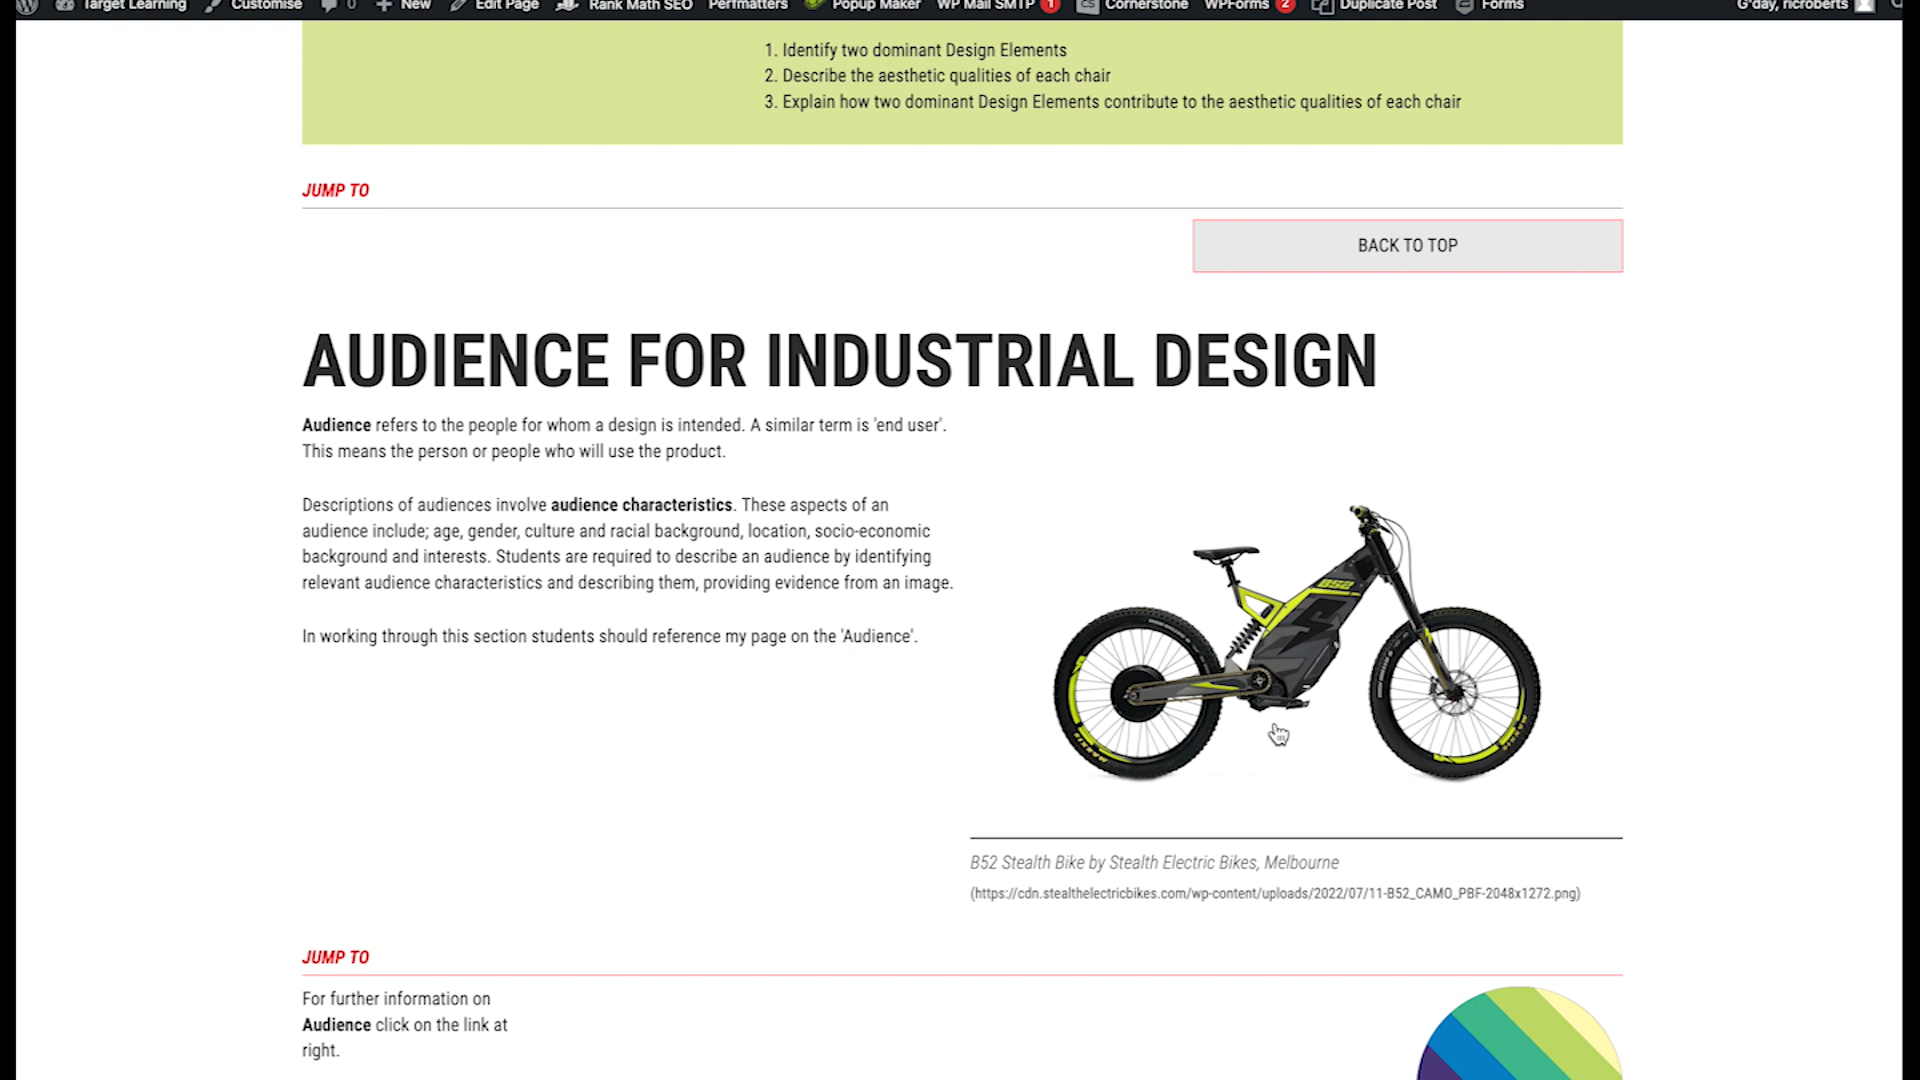 Target Learning Customise 0 New Edit Page Rank Math SEO Perfmatters Popup Maker WP Mail SMTP 1 Cornerstone WPForms 2 Duplicate Post Forms G'day, ricroberts
1. Identify two dominant Design Elements
2. Describe the aesthetic qualities of each chair
3. Explain how two dominant Design Elements contribute to the aesthetic qualities of each chair
JUMP TO
BACK TO TOP
AUDIENCE FOR INDUSTRIAL DESIGN
Audience refers to the people for whom a design is intended. A similar term is 'end user'.
This means the person or people who will use the product.
Descriptions of audiences involve audience characteristics. These aspects of an
audience include; age, gender, culture and racial background, location, socio-economic
background and interests. Students are required to describe an audience by identifying
relevant audience characteristics and describing them, providing evidence from an image.
In working through this section students should reference my page on the 'Audience'.
B52
MAXXIS
MAXXIS
B52 Stealth Bike by Stealth Electric Bikes, Melbourne
(https://cdn.stealthelectricbikes.com/wp-content/uploads/2022/07/11-B52_CAMO_PBF-2048x1272.png)
JUMP TO
For further information on
Audience click on the link at
right.